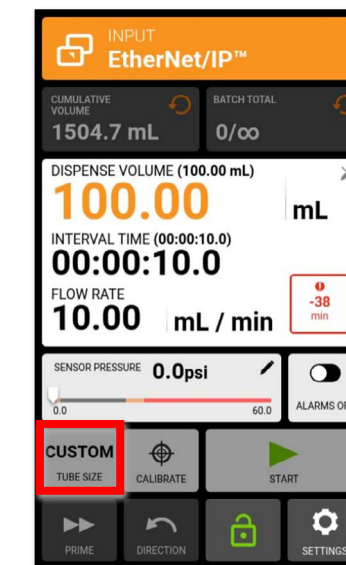 INPUT
EtherNet/IP™
CUMULATIVE VOLUME
1504.7 mL
BATCH TOTAL
0/∞
DISPENSE VOLUME (100.00 mL)
100.00 mL
INTERVAL TIME (00:00:10.0)
00:00:10.0
FLOW RATE
10.00 mL / min
-38
min
SENSOR PRESSURE 0.0psi
0.0 60.0
ALARMS OF
CUSTOM
TUBE SIZE
CALIBRATE
START
PRIME
DIRECTION
SETTINGS